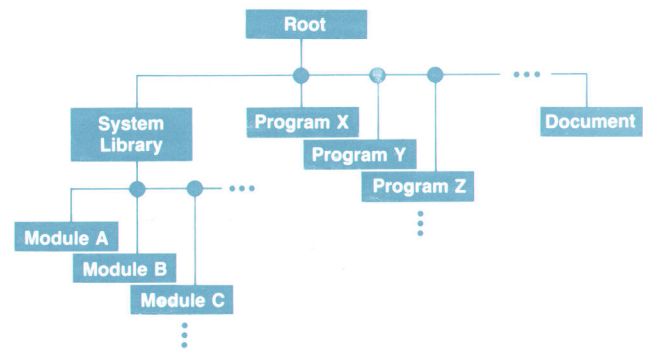 Root
System
Library
Program X
Program Y
Program Z
Document
Module A
Module B
Module C